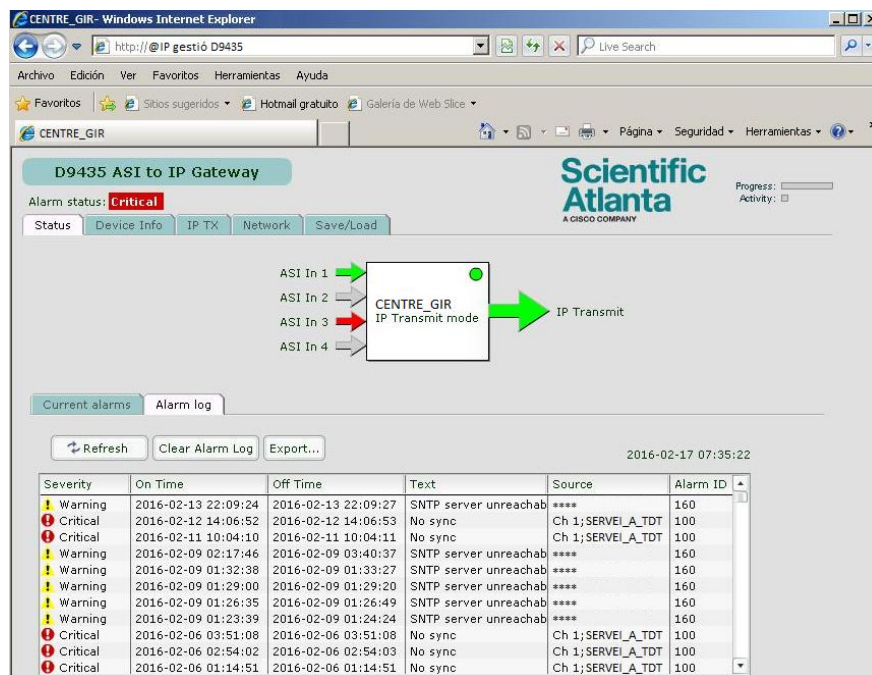 CENTRE_GIR- Windows Internet Explorer
http://@IP gestió D9435
Live Search
Archivo Edición Ver Favoritos Herramientas Ayuda
Favoritos Sitios sugeridos Hotmail gratuito Galería de Web Slice
CENTRE_GIR Página Seguridad Herramientas
D9435 ASI to IP Gateway
Scientific
Atlanta
A CISCO COMPANY
Progress:
Activity:
Alarm status: Critical
Status Device Info IP TX Network Save/Load
ASI In 1
ASI In 2
ASI In 3
ASI In 4
CENTRE_GIR
IP Transmit mode
IP Transmit
Current alarms Alarm log
Refresh Clear Alarm Log Export...
2016-02-17 07:35:22
Severity On Time Off Time Text Source Alarm ID
Warning 2016-02-13 22:09:24 2016-02-13 22:09:27 SNTP server unreachab **** 160
Critical 2016-02-12 14:06:52 2016-02-12 14:06:53 No sync Ch 1;SERVEI_A_TDT 100
Critical 2016-02-11 10:04:10 2016-02-11 10:04:11 No sync Ch 1;SERVEI_A_TDT 100
Warning 2016-02-09 02:17:46 2016-02-09 03:40:37 SNTP server unreachab **** 160
Warning 2016-02-09 01:32:38 2016-02-09 01:33:27 SNTP server unreachab **** 160
Warning 2016-02-09 01:29:00 2016-02-09 01:29:20 SNTP server unreachab **** 160
Warning 2016-02-09 01:26:35 2016-02-09 01:26:49 SNTP server unreachab **** 160
Warning 2016-02-09 01:23:39 2016-02-09 01:24:24 SNTP server unreachab **** 160
Critical 2016-02-06 03:51:08 2016-02-06 03:51:08 No sync Ch 1;SERVEI_A_TDT 100
Critical 2016-02-06 02:54:02 2016-02-06 02:54:03 No sync Ch 1;SERVEI_A_TDT 100
Critical 2016-02-06 01:14:51 2016-02-06 01:14:51 No sync Ch 1;SERVEI_A_TDT 100